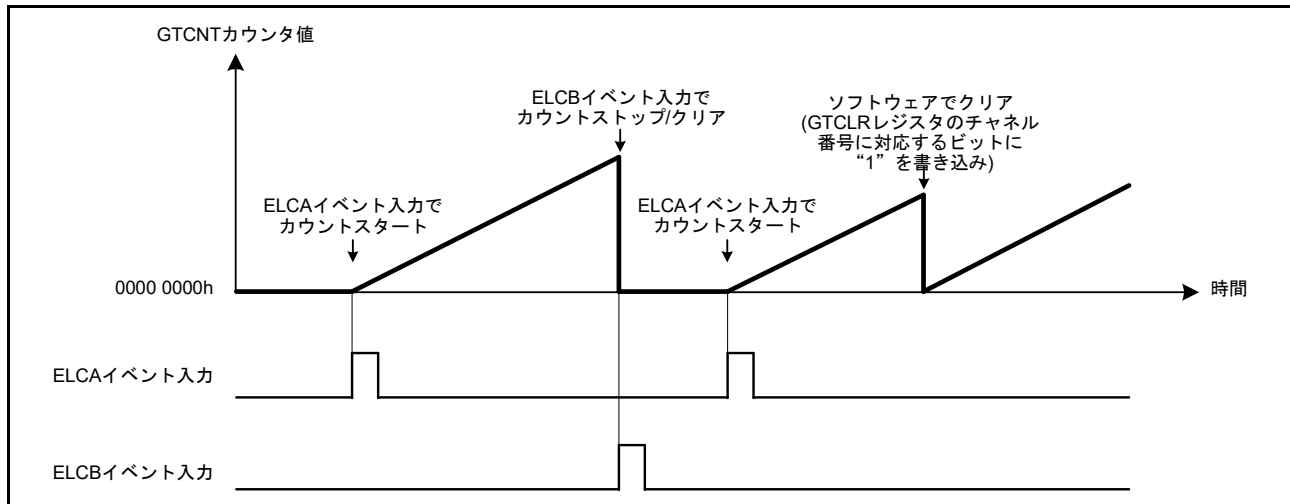 GTCNTカウンタ値
ELCBイベント入力で
カウントストップ/クリア
ソフトウェアでクリア
(GTCLRレジスタのチャネル
番号に対応するビットに
“1”を書き込み)
ELCAイベント入力で
カウントスタート
ELCAイベント入力で
カウントスタート
0000 0000h
時間
ELCAイベント入力
ELCBイベント入力